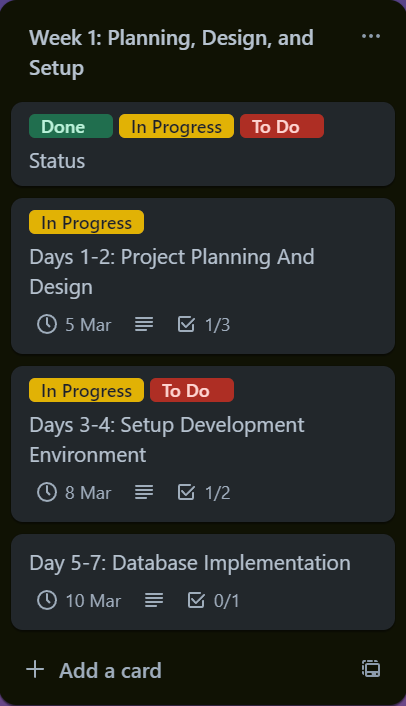 Week 1: Planning, Design, and
Setup
Done In Progress To Do
Status
In Progress
Days 1-2: Project Planning And
Design
5 Mar 1/3
In Progress To Do
Days 3-4: Setup Development
Environment
8 Mar 1/2
Day 5-7: Database Implementation
10 Mar 0/1
Add a card